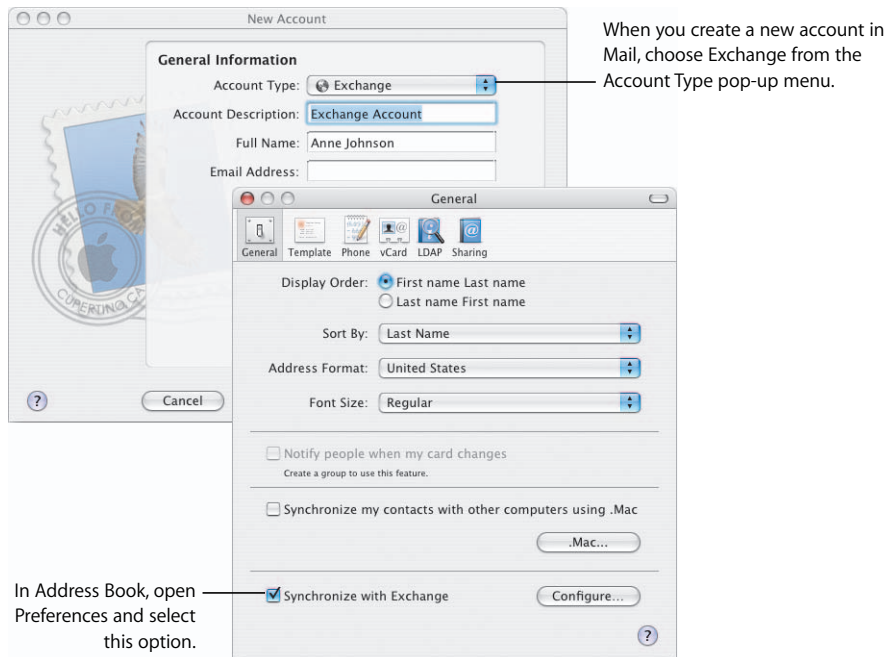 New Account
When you create a new account in
Mail, choose Exchange from the
Account Type pop-up menu.
General Information
Account Type: Exchange
Account Description: Exchange Account
Full Name: Anne Johnson
Email Address:
HELLO FROM
CUPERTINO CA
General
General Template Phone vCard LDAP Sharing
Display Order: First name Last name
Last name First name
Sort By: Last Name
Address Format: United States
Font Size: Regular
? Cancel
Notify people when my card changes
Create a group to use this feature.
Synchronize my contacts with other computers using .Mac
.Mac...
In Address Book, open
Preferences and select
this option.
Synchronize with Exchange Configure...
?